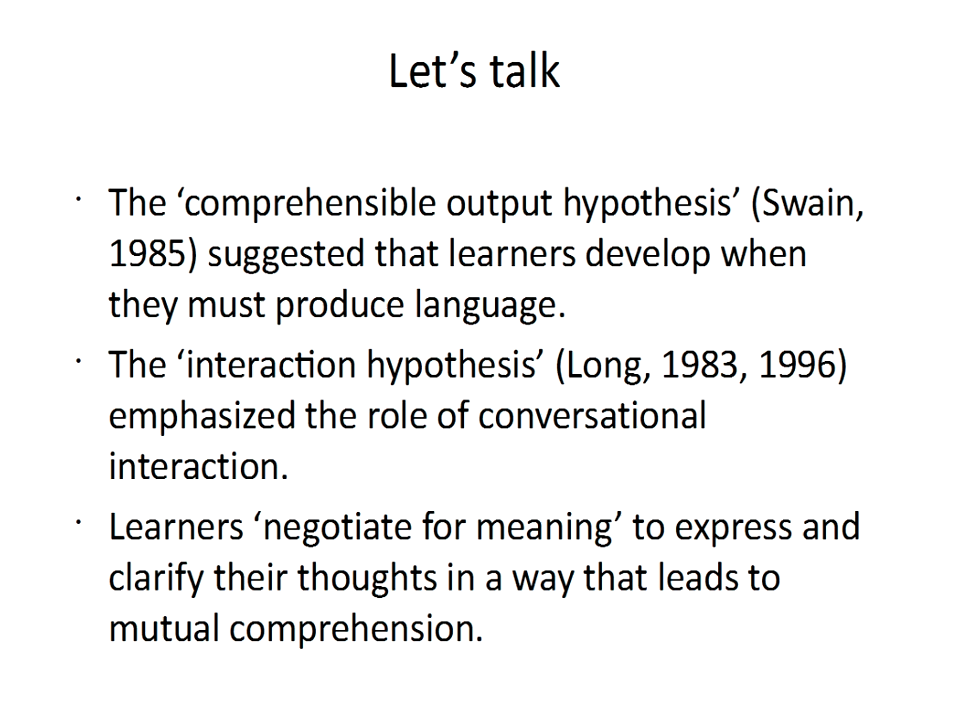 Let’s talk
· The ‘comprehensible output hypothesis’ (Swain,
1985) suggested that learners develop when
they must produce language.
· The ‘interaction hypothesis’ (Long, 1983, 1996)
emphasized the role of conversational
interaction.
· Learners ‘negotiate for meaning’ to express and
clarify their thoughts in a way that leads to
mutual comprehension.